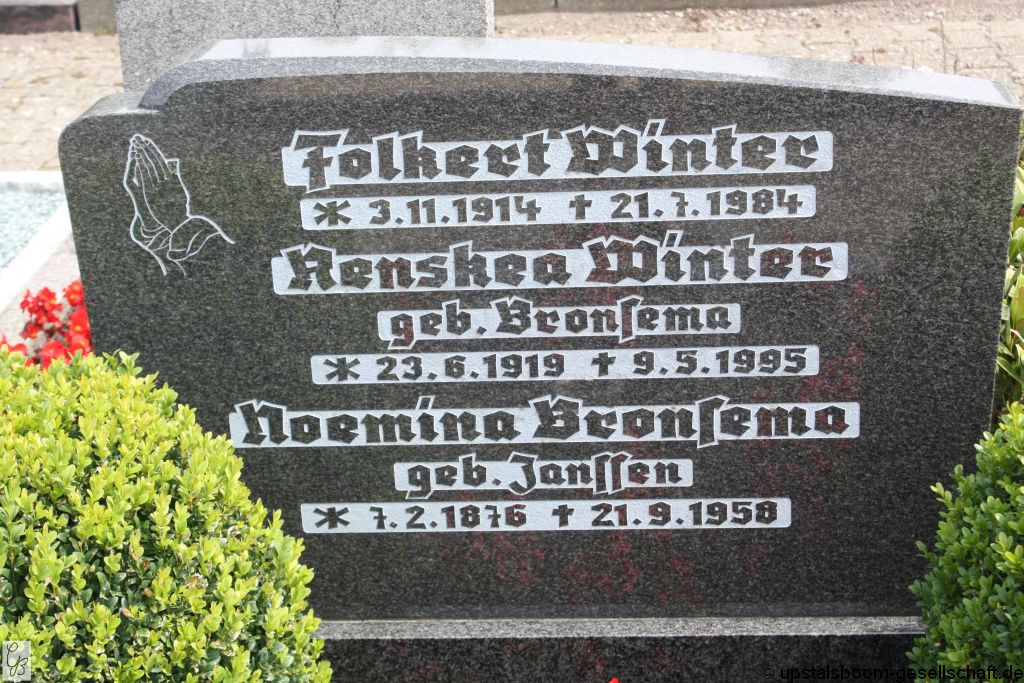 Folkert Winter
* 3.11.1914 † 21.7.1984
Renskea Winter
geb. Bronſema
* 23.6.1919 † 9.5.1995
Noemina Bronſema
geb. Janſſen
* 7.2.1876 † 21.9.1958
© upstalsboom-gesellschaft.de